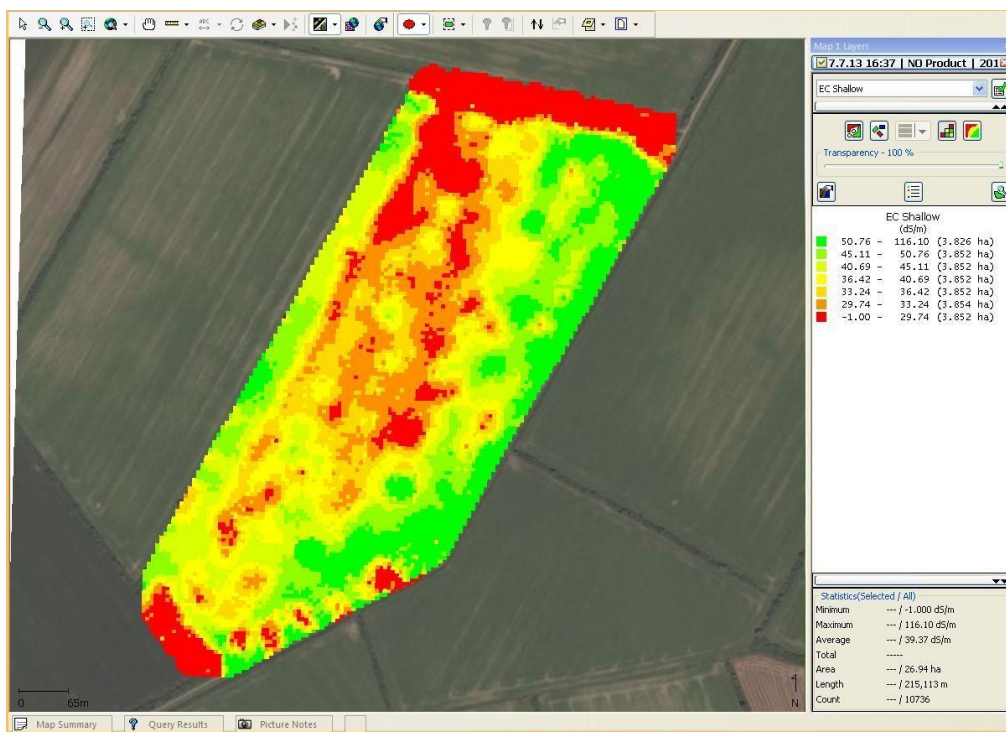 ABC
Map 1 Layers
7.7.13 16:37 | NO Product | 201
EC Shallow
Transparency - 100 %
EC Shallow
(dS/m)
50.76 - 116.10 (3.826 ha)
45.11 - 50.76 (3.852 ha)
40.69 - 45.11 (3.852 ha)
36.42 - 40.69 (3.852 ha)
33.24 - 36.42 (3.852 ha)
29.74 - 33.24 (3.854 ha)
-1.00 - 29.74 (3.852 ha)
Statistics(Selected / All)
Minimum --- / -1.000 dS/m
Maximum --- / 116.10 dS/m
Average --- / 39.37 dS/m
Total -----
Area --- / 26.94 ha
Length --- / 215,113 m
Count --- / 10736
0 65m
N
Map Summary Query Results Picture Notes